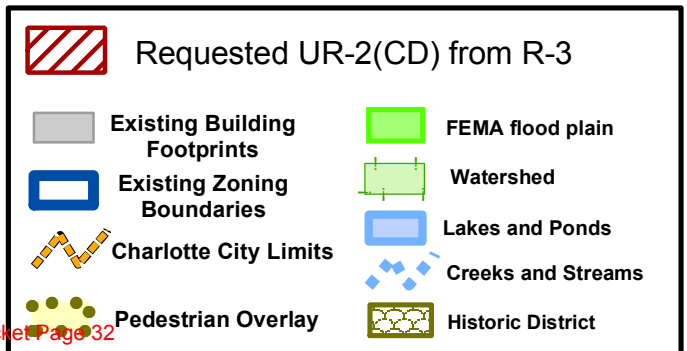 Requested UR-2(CD) from R-3
Existing Building
Footprints
Existing Zoning
Boundaries
Charlotte City Limits
Pedestrian Overlay
FEMA flood plain
Watershed
Lakes and Ponds
Creeks and Streams
Historic District
ket Page 32